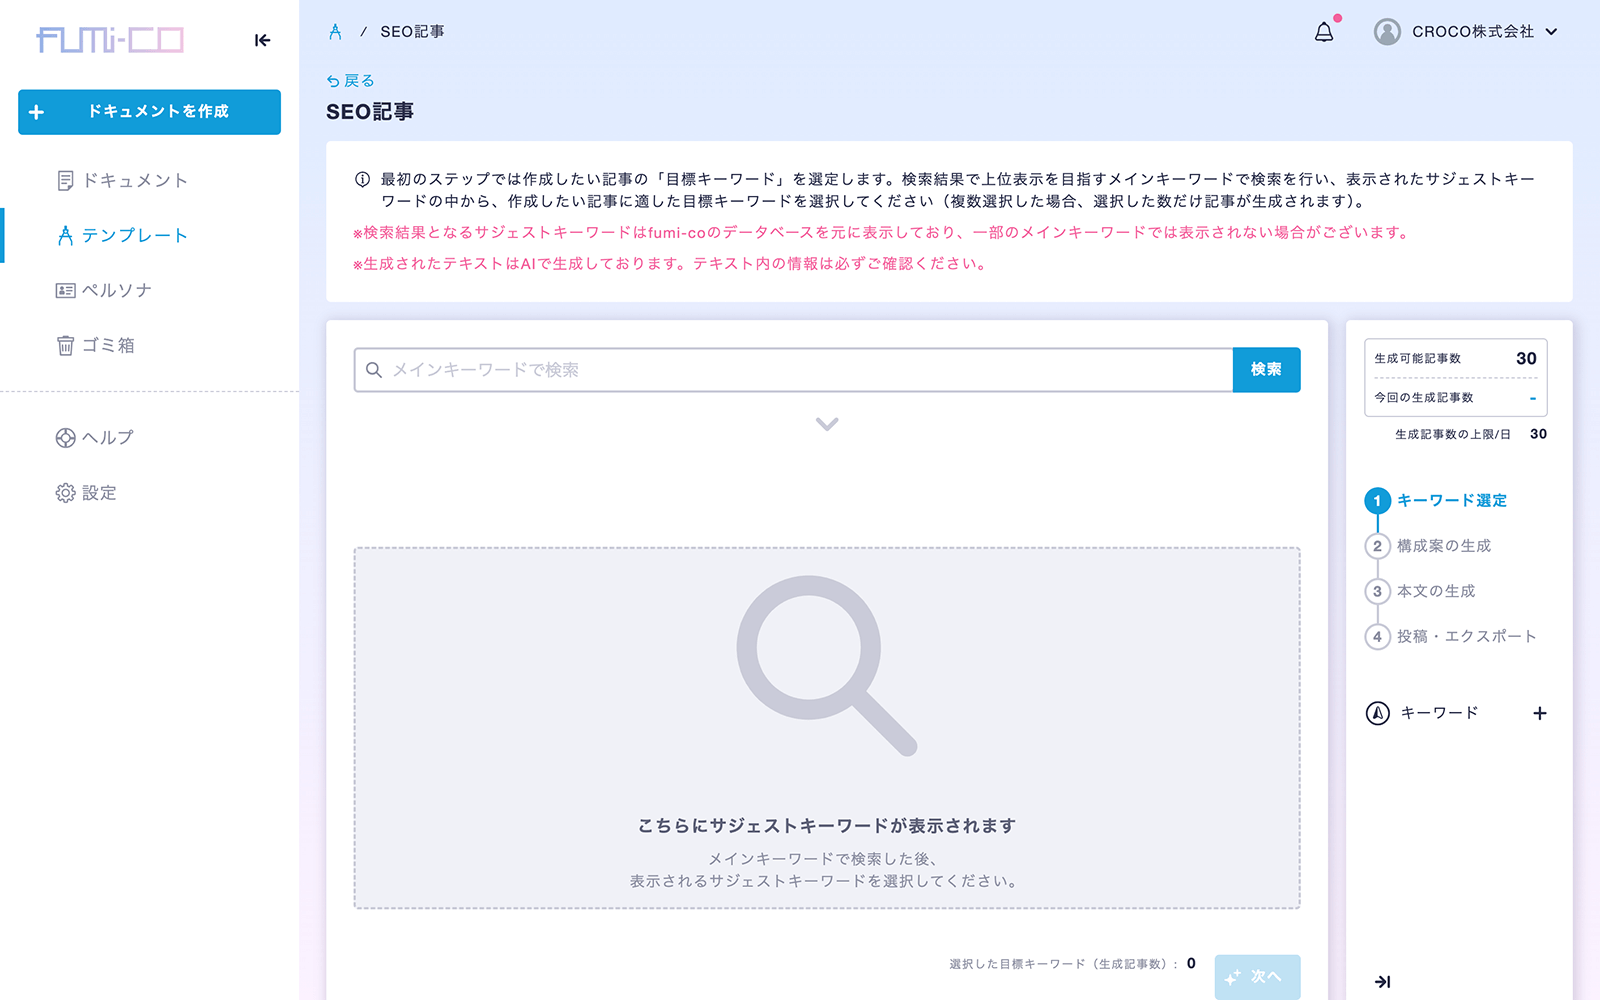 FUMi-CO
ドキュメントを作成
ドキュメント
テンプレート
ペルソナ
ゴミ箱
ヘルプ
設定
/ SEO記事
CROCO株式会社
戻る
SEO記事
最初のステップでは作成したい記事の「目標キーワード」を選定します。検索結果で上位表示を目指すメインキーワードで検索を行い、表示されたサジェストキー
ワードの中から、作成したい記事に適した目標キーワードを選択してください（複数選択した場合、選択した数だけ記事が生成されます）。
※検索結果となるサジェストキーワードはfumi-coのデータベースを元に表示しており、一部のメインキーワードでは表示されない場合がございます。
※生成されたテキストはAIで生成しております。テキスト内の情報は必ずご確認ください。
メインキーワードで検索
検索
こちらにサジェストキーワードが表示されます
メインキーワードで検索した後、
表示されるサジェストキーワードを選択してください。
選択した目標キーワード（生成記事数）: 0
次へ
生成可能記事数 30
今回の生成記事数 -
生成記事数の上限/日 30
1 キーワード選定
2 構成案の生成
3 本文の生成
4 投稿・エクスポート
キーワード